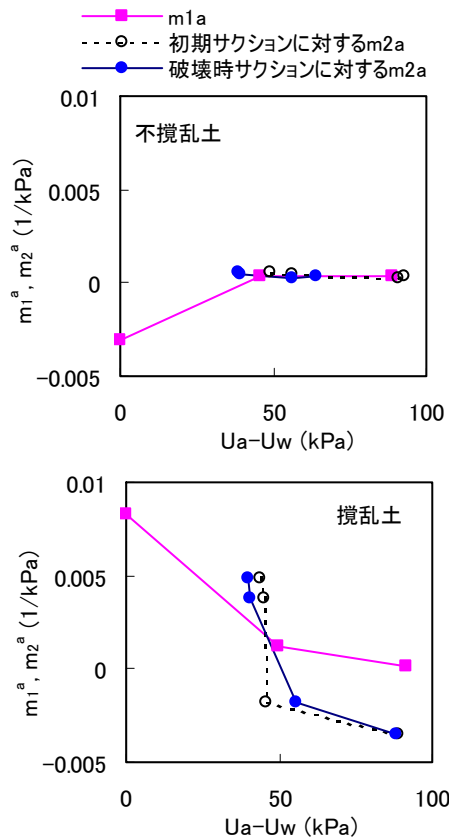 m1a
初期サクションに対するm2a
破壊時サクションに対するm2a
0.01
不撹乱土
0.005
0
−0.005
m₁ᵃ , m₂ᵃ (1/kPa)
0 50 100
Ua−Uw (kPa)
0.01
撹乱土
0.005
0
−0.005
m₁ᵃ , m₂ᵃ (1/kPa)
0 50 100
Ua−Uw (kPa)